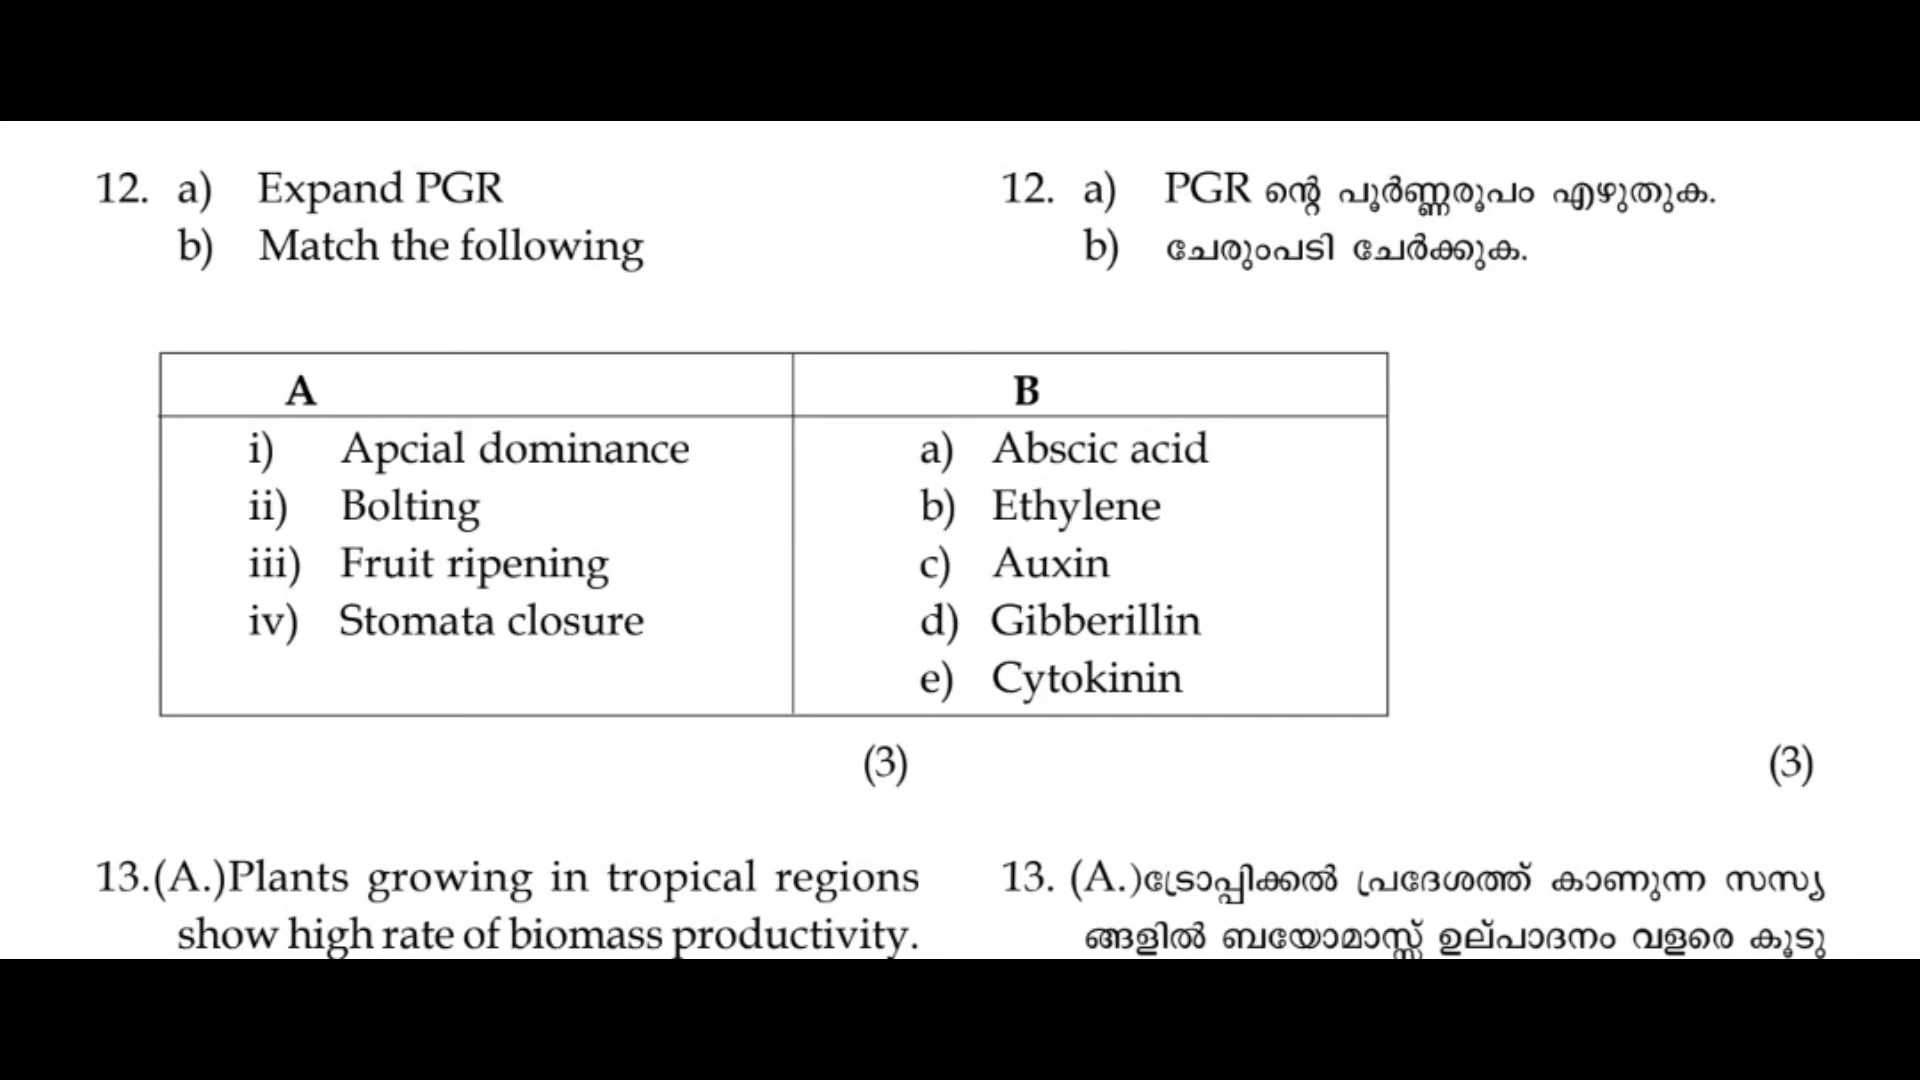 12. a) Expand PGR
b) Match the following
12. a) PGR ന്റെ പൂർണ്ണരൂപം എഴുതുക.
b) ചേരുംപടി ചേർക്കുക.
A B
i) Apcial dominance a) Abscic acid
ii) Bolting b) Ethylene
iii) Fruit ripening c) Auxin
iv) Stomata closure d) Gibberillin
e) Cytokinin
(3) (3)
13.(A.)Plants growing in tropical regions
show high rate of biomass productivity.
13. (A.)ട്രോപ്പിക്കൽ പ്രദേശത്ത് കാണുന്ന സസ്യ
ങ്ങളിൽ ബയോമാസ്സ് ഉല്പാദനം വളരെ കൂടു